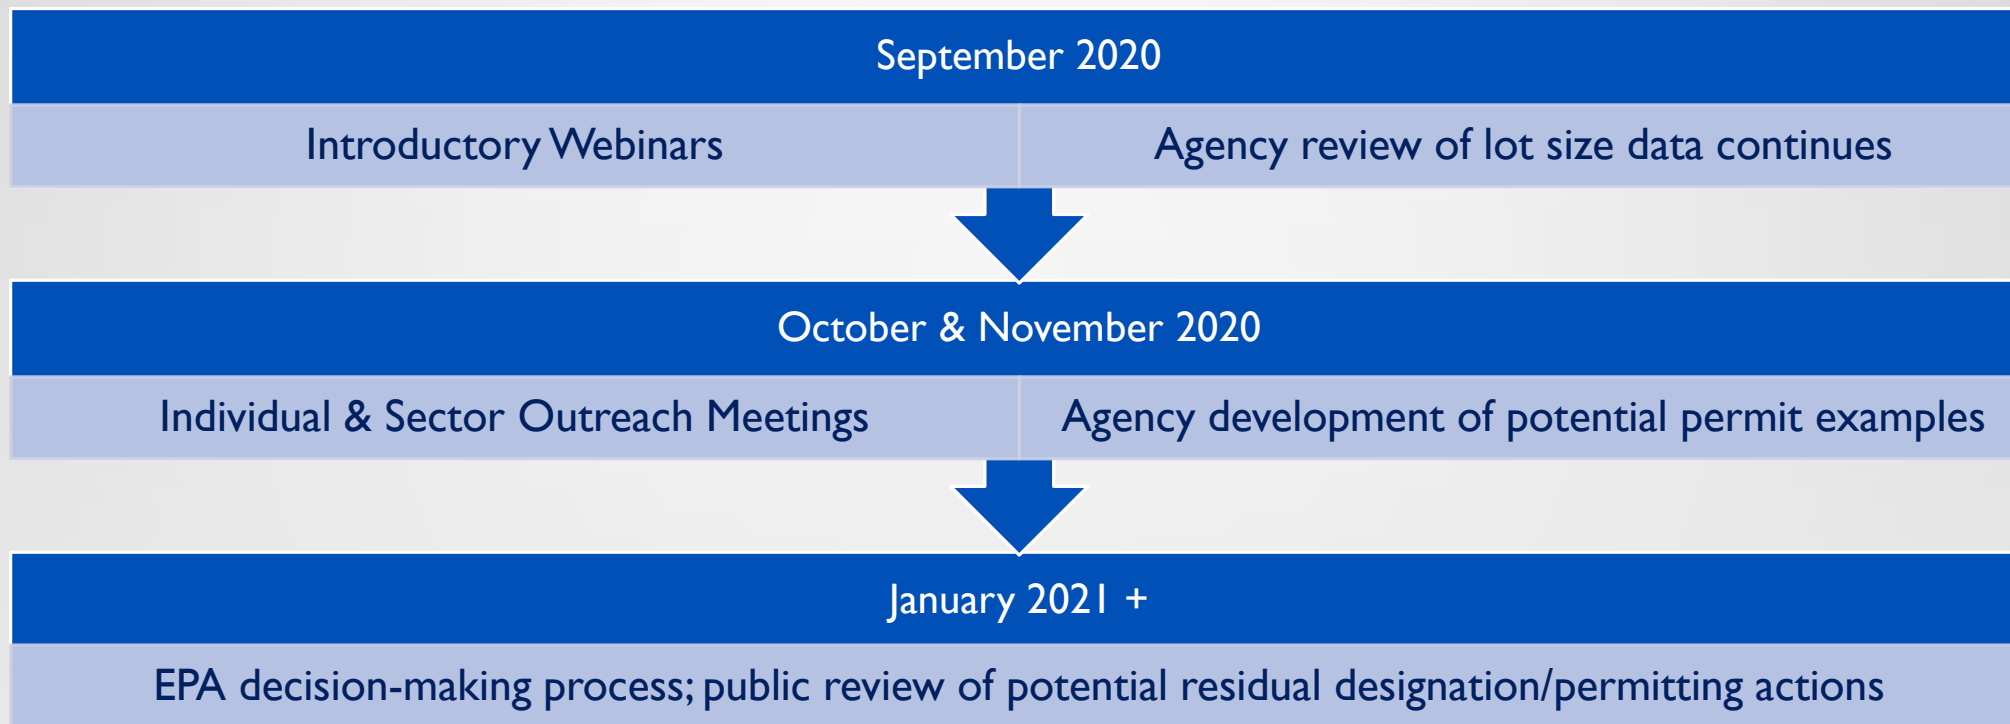 September 2020
Introductory Webinars
Agency review of lot size data continues
October & November 2020
Individual & Sector Outreach Meetings
Agency development of potential permit examples
January 2021 +
EPA decision-making process; public review of potential residual designation/permitting actions